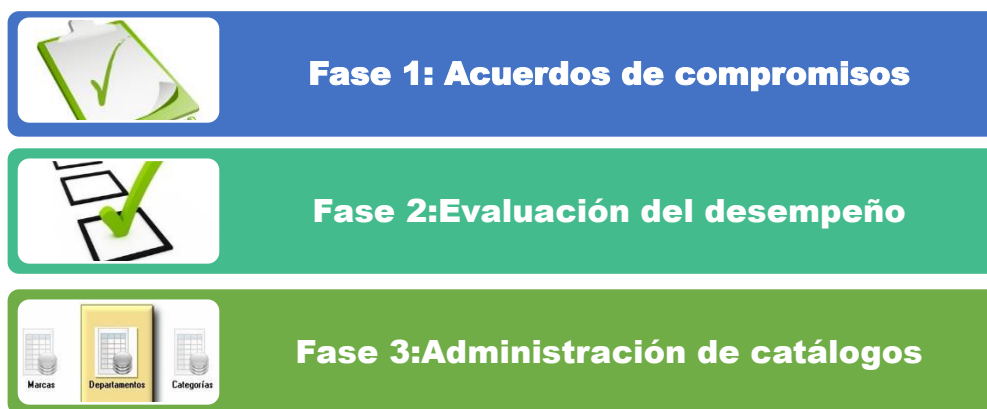 Fase 1: Acuerdos de compromisos
Fase 2:Evaluación del desempeño
Fase 3:Administración de catálogos
Marcas
Departamentos
Categorías